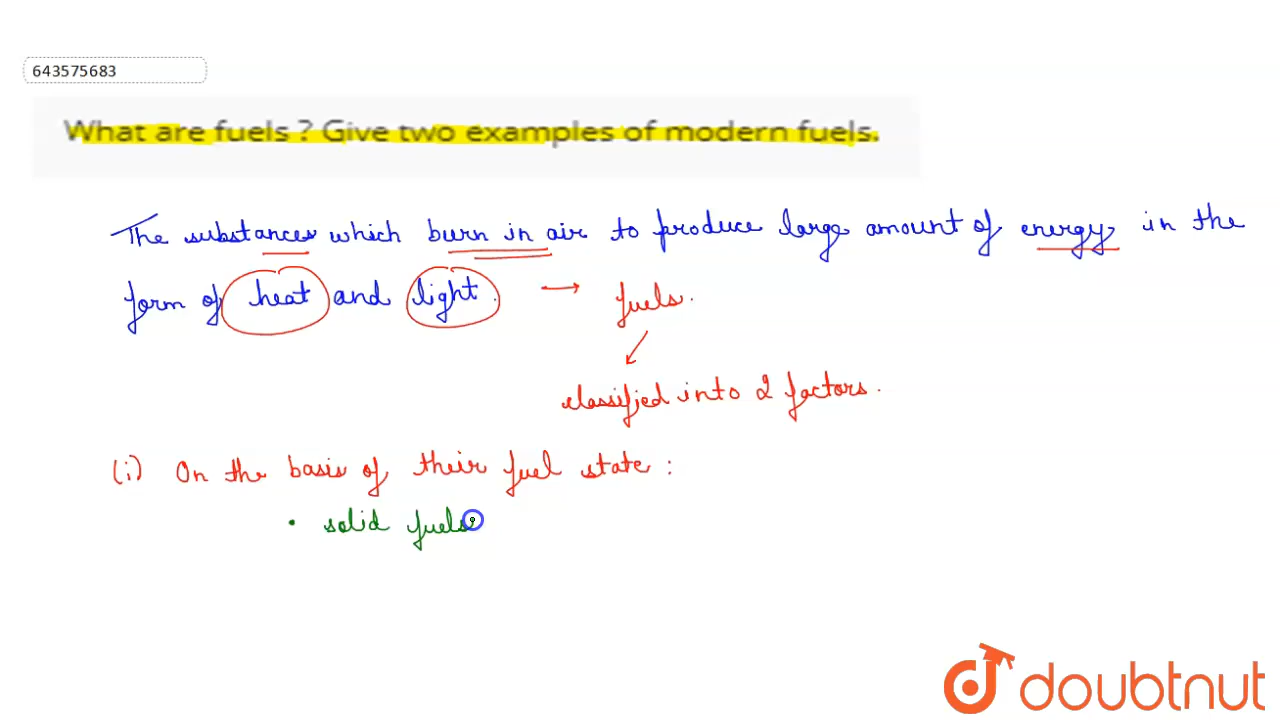 643575683
What are fuels ? Give two examples of modern fuels.
The substances which burn in air to produce large amount of energy in the
form of heat and light. → fuels.
classified into 2 factors.
(i) On the basis of their fuel state :
• solid fuels
doubtnut